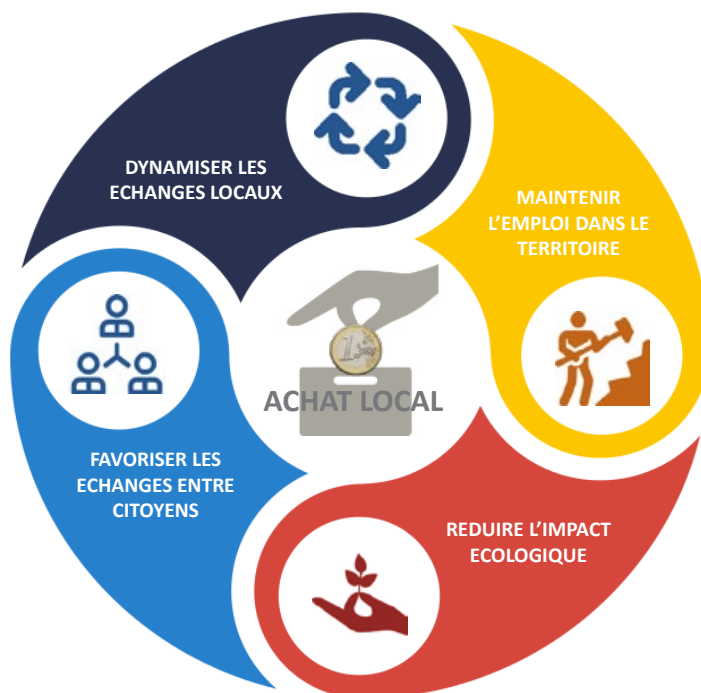 DYNAMISER LES
ECHANGES LOCAUX
MAINTENIR
L’EMPLOI DANS LE
TERRITOIRE
ACHAT LOCAL
FAVORISER LES
ECHANGES ENTRE
CITOYENS
REDUIRE L’IMPACT
ECOLOGIQUE